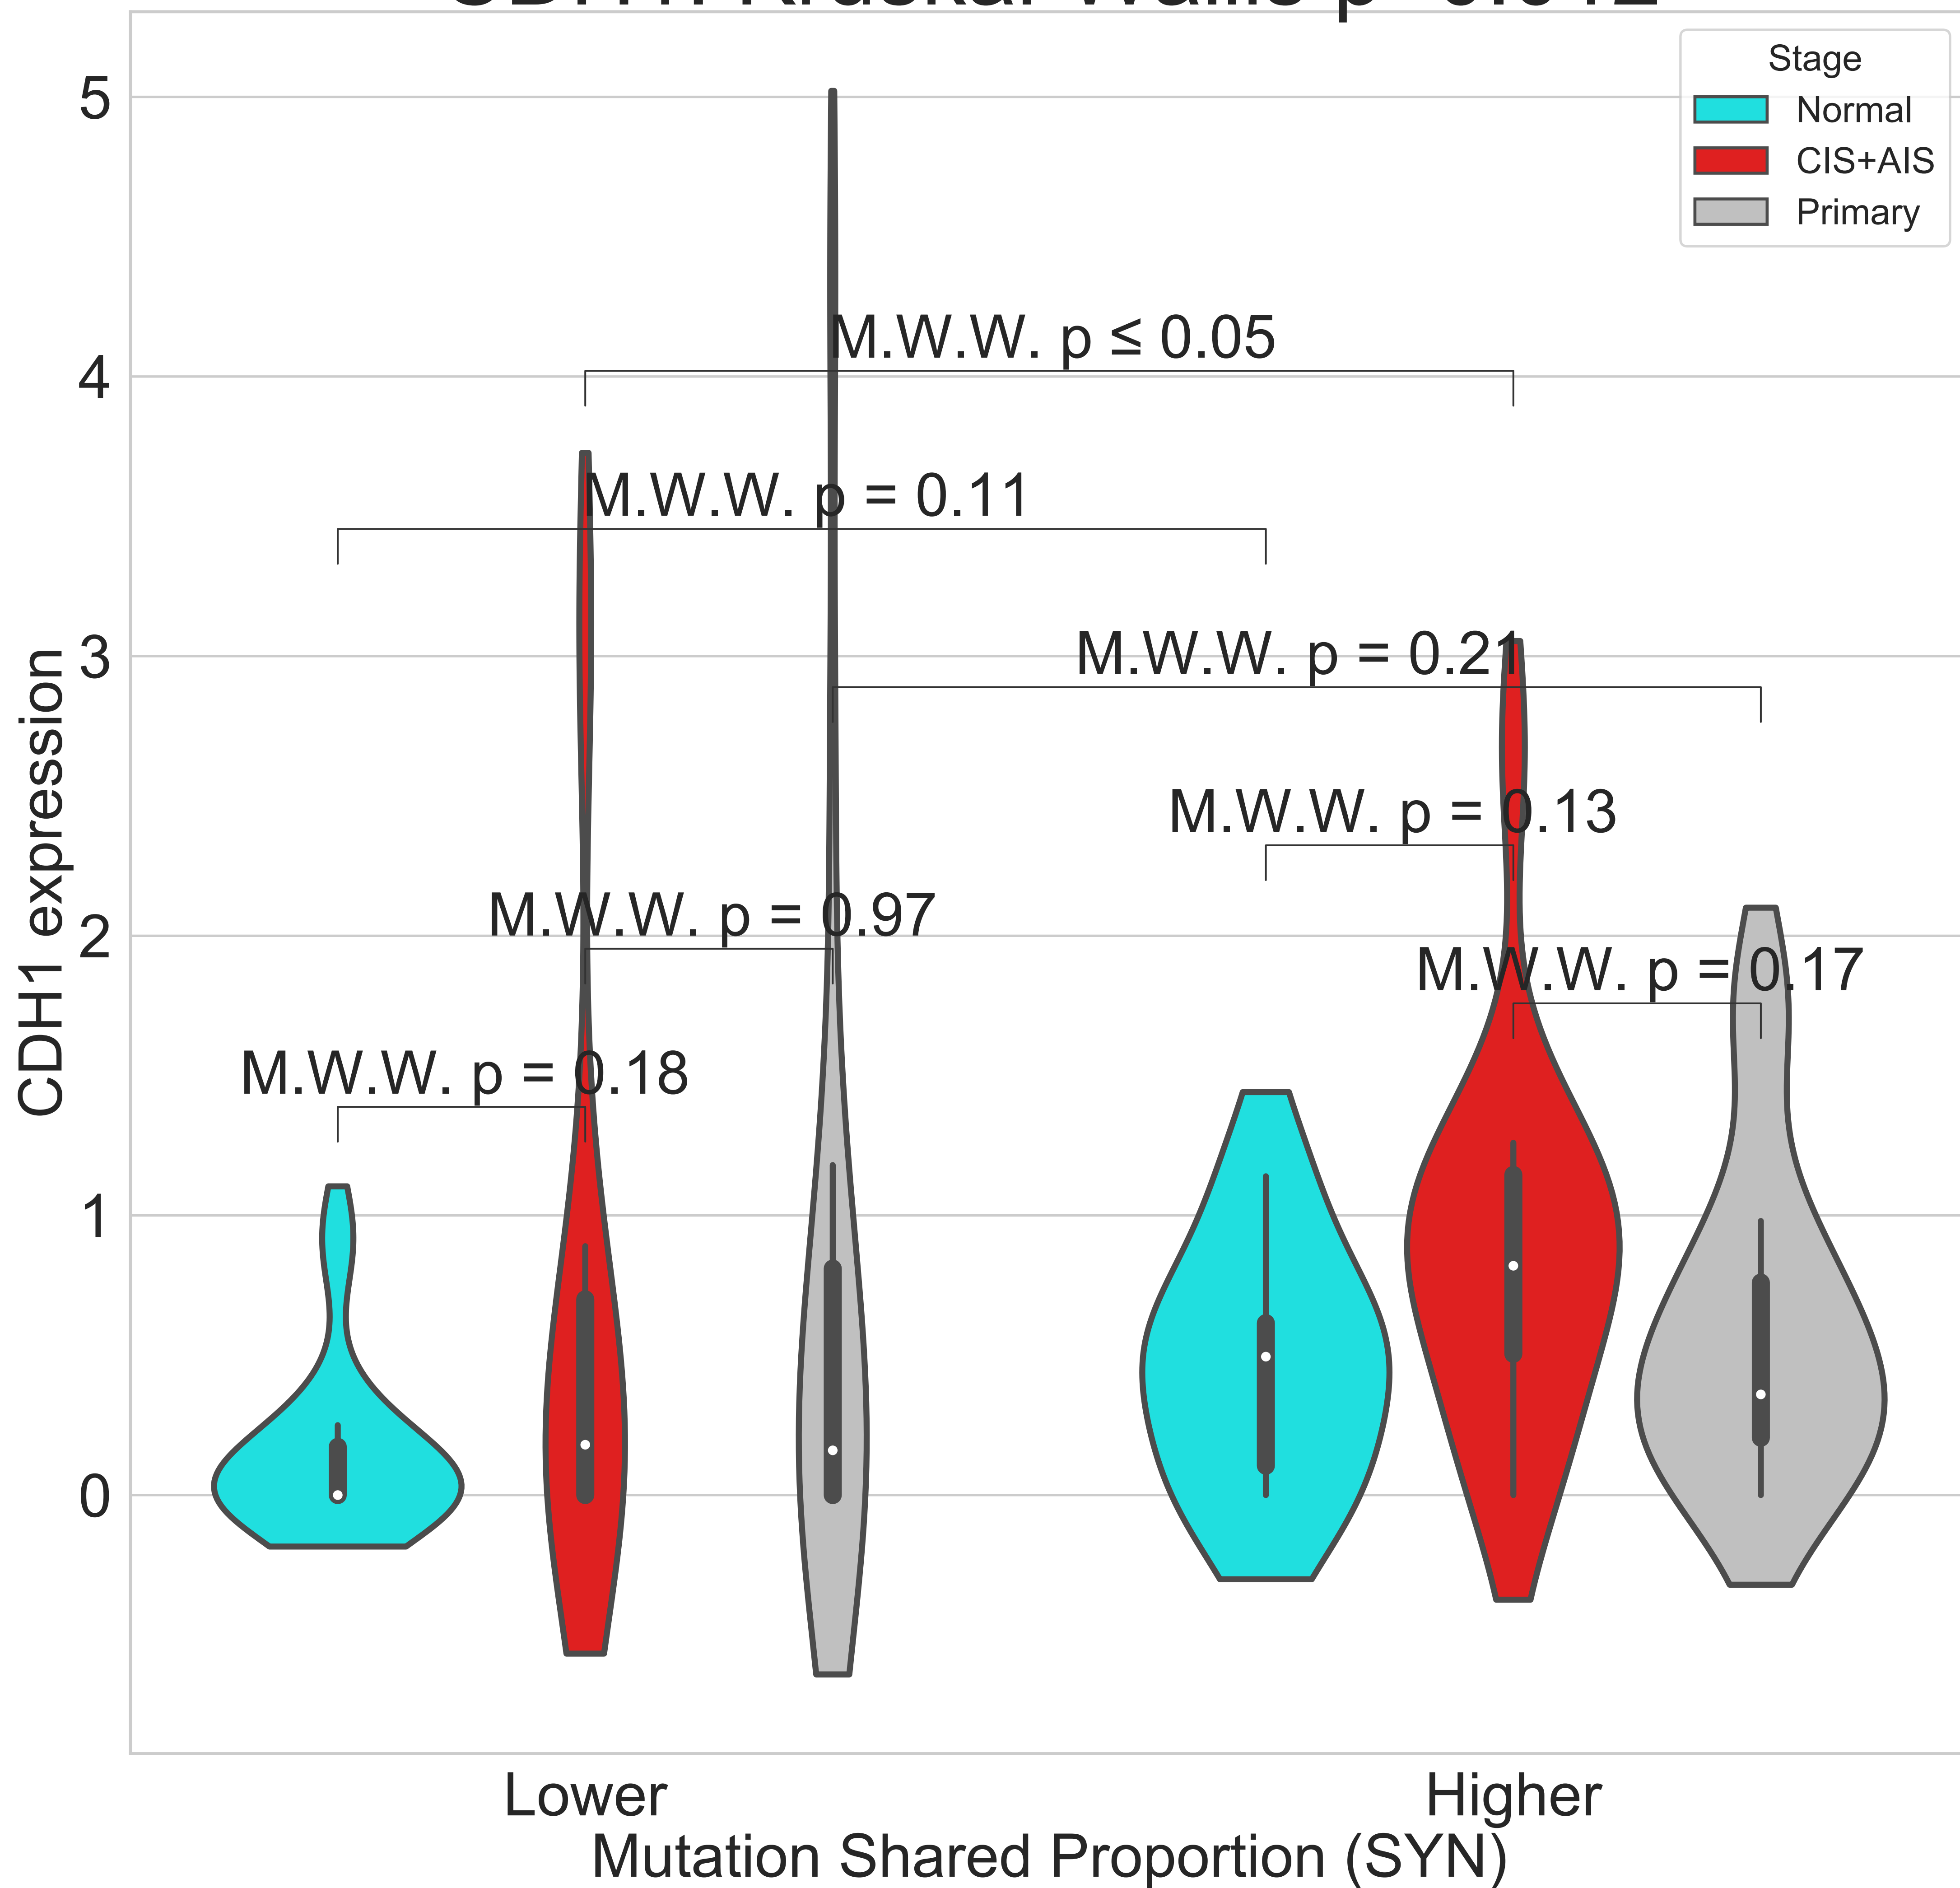 Stage
Normal
CIS+AIS
Primary
5
4
3
2
1
0
CDH1 expression
M.W.W. p ≤ 0.05
M.W.W. p = 0.11
M.W.W. p = 0.21
M.W.W. p = 0.13
M.W.W. p = 0.97
M.W.W. p = 0.17
M.W.W. p = 0.18
Lower
Higher
Mutation Shared Proportion (SYN)